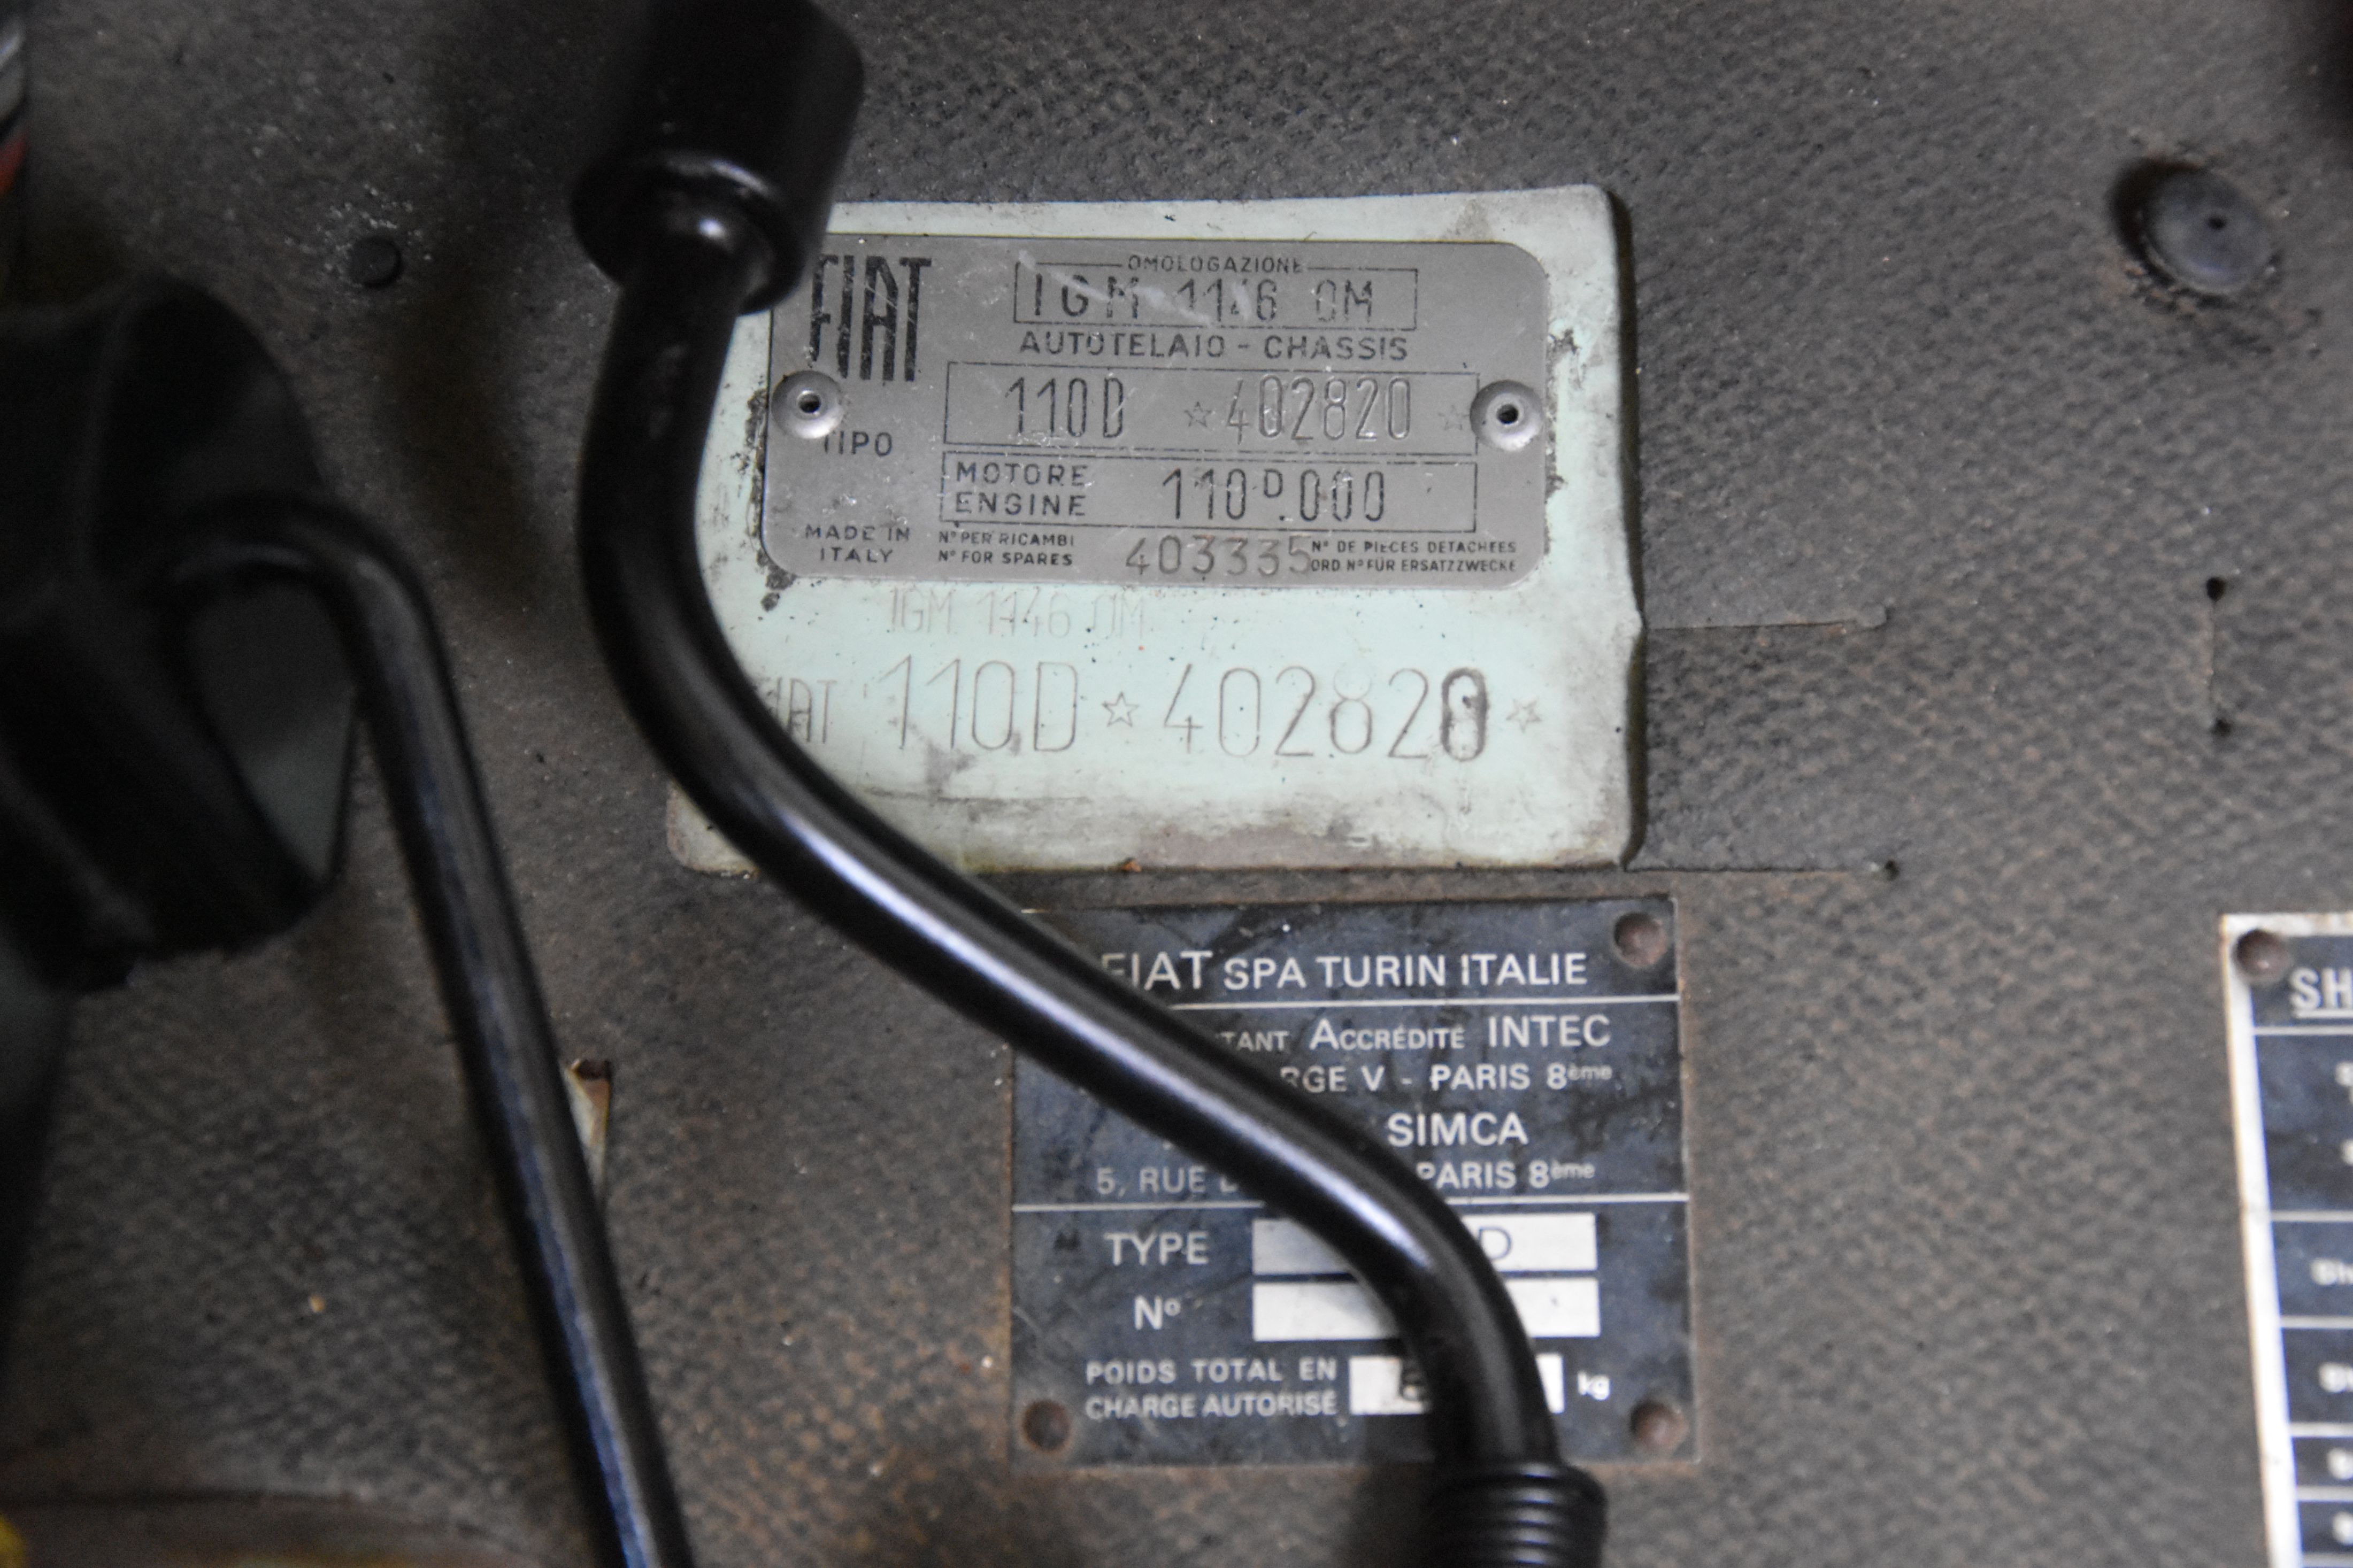 FIAT
OMOLOGAZIONE
IGM 1146 OM
AUTOTELAIO - CHASSIS
110D ☆ 402820 ☆
TIPO
MOTORE
ENGINE
110D.000
MADE IN
ITALY
Nº PER RICAMBI
Nº FOR SPARES
403335
Nº DE PIECES DETACHEES
ORD. Nº FÜR ERSATZZWECKE
IGM 1146 OM
FIAT 110D ☆ 402820 ☆
FIAT SPA TURIN ITALIE
ACCRÉDITÉ INTEC
V - PARIS 8ème
SIMCA
5, RUE PARIS 8ème
TYPE D
Nº
POIDS TOTAL EN
CHARGE AUTORISÉ kg
SH